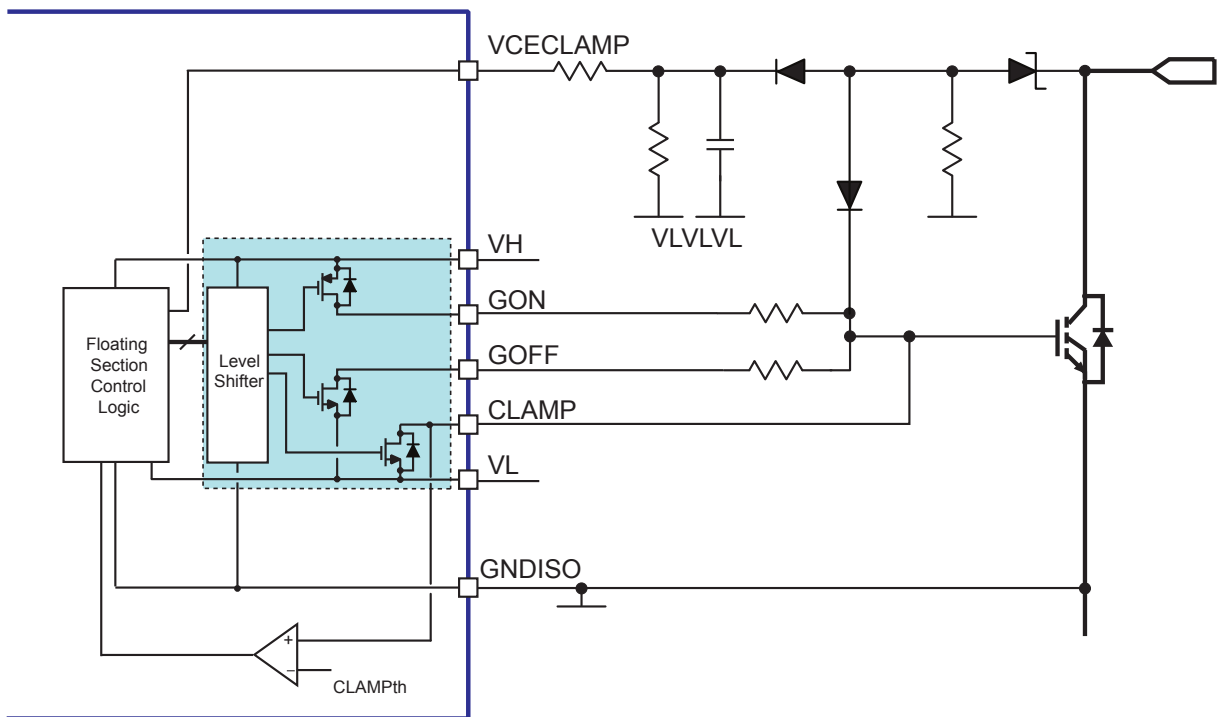 VCECLAMP
VLVLVL
VH
GON
GOFF
CLAMP
VL
GNDISO
Floating
Section
Control
Logic
Level
Shifter
+
−
CLAMPth